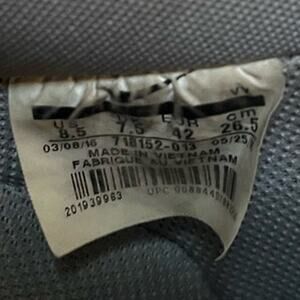 US UK EUR cm
8.5 7.5 42 26.5
03/08/16 718152-013 05/25
MADE IN VIETNAM
FABRIQUE AU VIETNAM
201939963
UPC